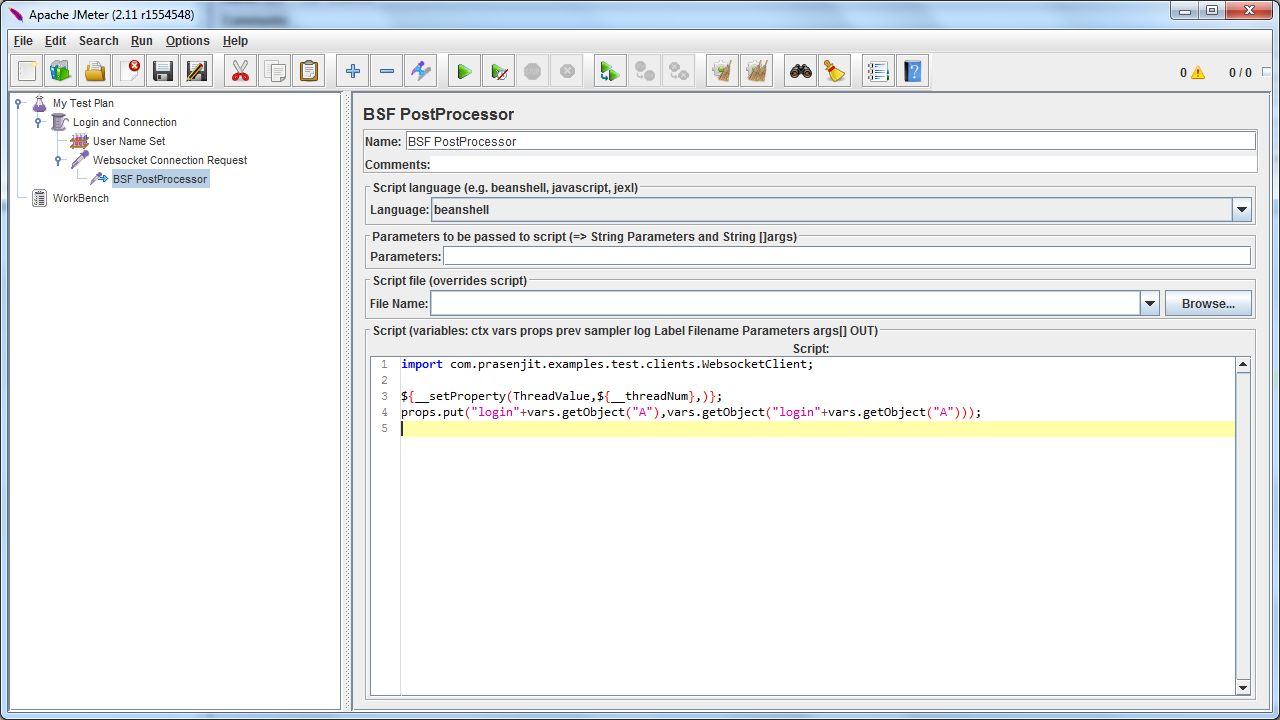 Apache JMeter (2.11 r1554548)
File Edit Search Run Options Help
0 0 / 0
My Test Plan
Login and Connection
User Name Set
Websocket Connection Request
BSF PostProcessor
WorkBench
BSF PostProcessor
Name: BSF PostProcessor
Comments:
Script language (e.g. beanshell, javascript, jexl)
Language: beanshell
Parameters to be passed to script (=> String Parameters and String []args)
Parameters:
Script file (overrides script)
File Name: Browse...
Script (variables: ctx vars props prev sampler log Label Filename Parameters args[] OUT)
Script:
1 import com.prasenjit.examples.test.clients.WebsocketClient;
2
3 ${__setProperty(ThreadValue,${__threadNum},)};
4 props.put("login"+vars.getObject("A"),vars.getObject("login"+vars.getObject("A")));
5